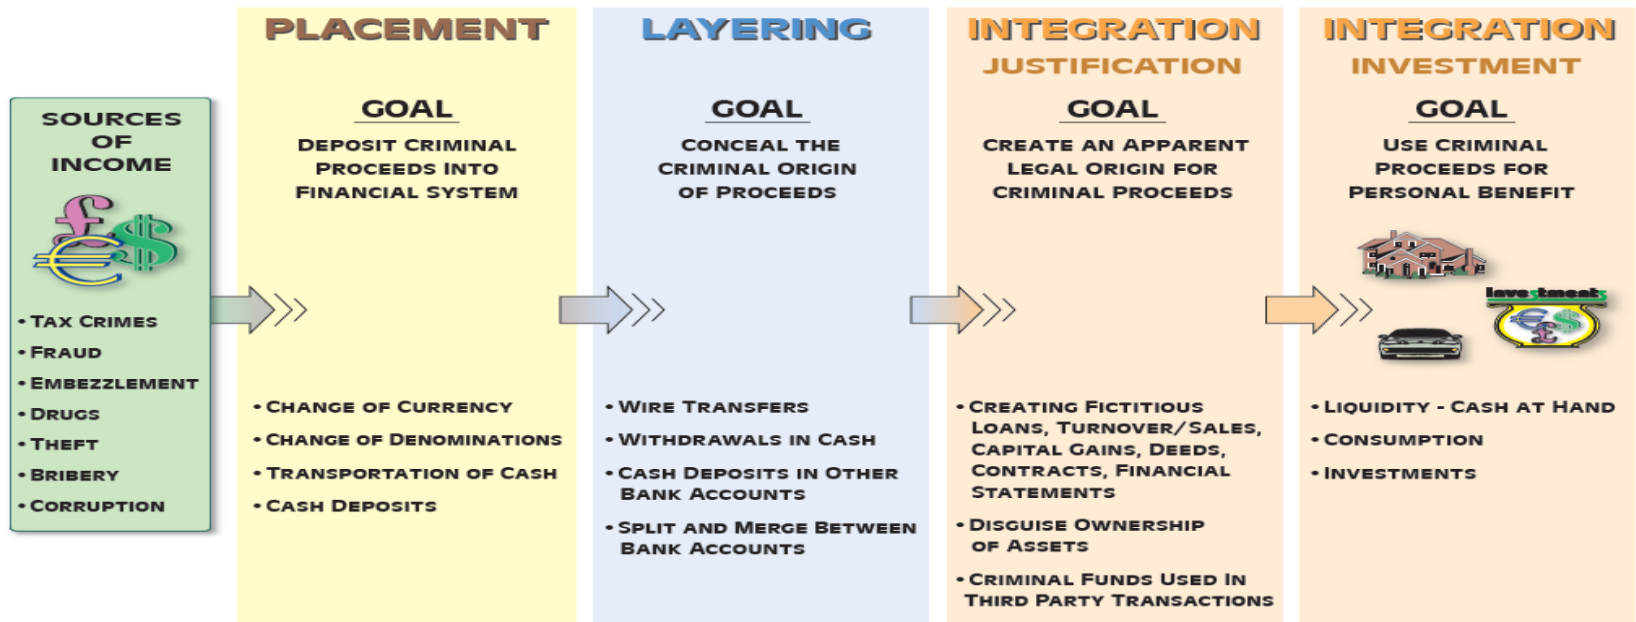 SOURCES
OF
INCOME
• TAX CRIMES
• FRAUD
• EMBEZZLEMENT
• DRUGS
• THEFT
• BRIBERY
• CORRUPTION
PLACEMENT
GOAL
DEPOSIT CRIMINAL
PROCEEDS INTO
FINANCIAL SYSTEM
• CHANGE OF CURRENCY
• CHANGE OF DENOMINATIONS
• TRANSPORTATION OF CASH
• CASH DEPOSITS
LAYERING
GOAL
CONCEAL THE
CRIMINAL ORIGIN
OF PROCEEDS
• WIRE TRANSFERS
• WITHDRAWALS IN CASH
• CASH DEPOSITS IN OTHER
BANK ACCOUNTS
• SPLIT AND MERGE BETWEEN
BANK ACCOUNTS
INTEGRATION
JUSTIFICATION
GOAL
CREATE AN APPARENT
LEGAL ORIGIN FOR
CRIMINAL PROCEEDS
• CREATING FICTITIOUS
LOANS, TURNOVER/SALES,
CAPITAL GAINS, DEEDS,
CONTRACTS, FINANCIAL
STATEMENTS
• DISGUISE OWNERSHIP
OF ASSETS
• CRIMINAL FUNDS USED IN
THIRD PARTY TRANSACTIONS
INTEGRATION
INVESTMENT
GOAL
USE CRIMINAL
PROCEEDS FOR
PERSONAL BENEFIT
Investments
• LIQUIDITY - CASH AT HAND
• CONSUMPTION
• INVESTMENTS